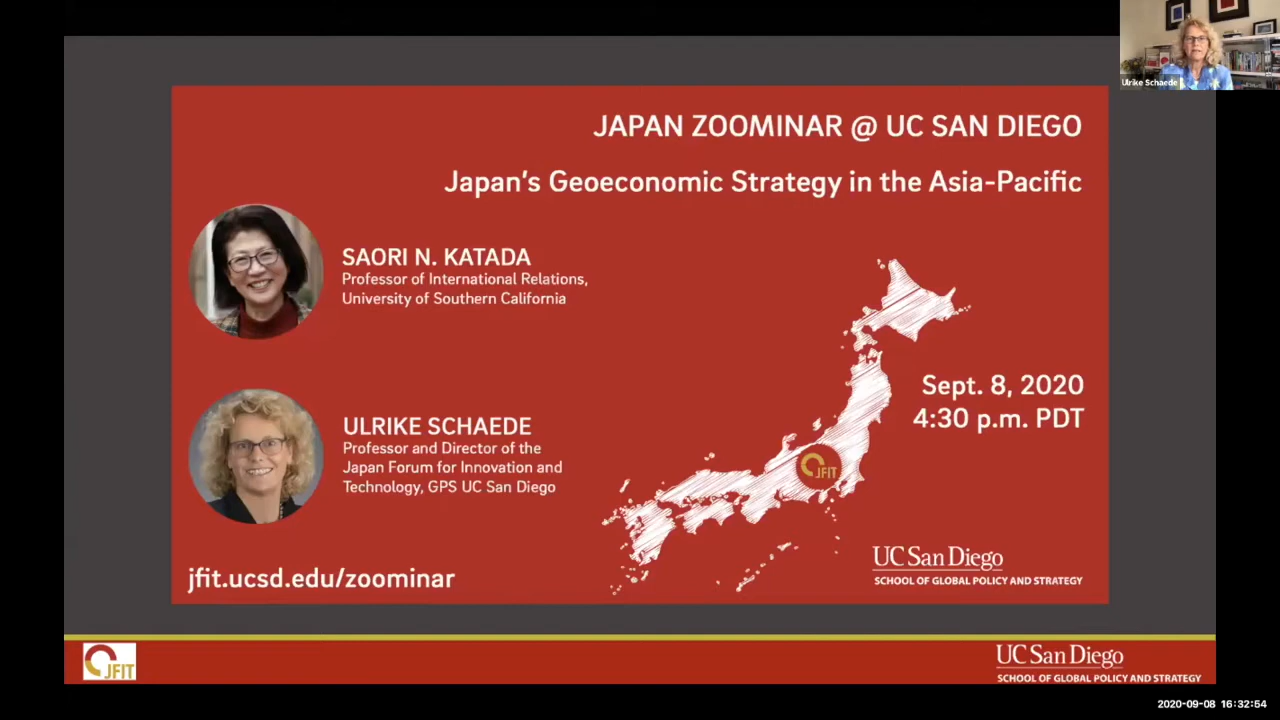 Ulrike Schaede
JAPAN ZOOMINAR @ UC SAN DIEGO
Japan's Geoeconomic Strategy in the Asia-Pacific
SAORI N. KATADA
Professor of International Relations,
University of Southern California
Sept. 8, 2020
4:30 p.m. PDT
ULRIKE SCHAEDE
Professor and Director of the
Japan Forum for Innovation and
Technology, GPS UC San Diego
JFIT
jfit.ucsd.edu/zoominar
UC San Diego
SCHOOL OF GLOBAL POLICY AND STRATEGY
JFIT
UC San Diego
SCHOOL OF GLOBAL POLICY AND STRATEGY
2020-09-08 16:32:54